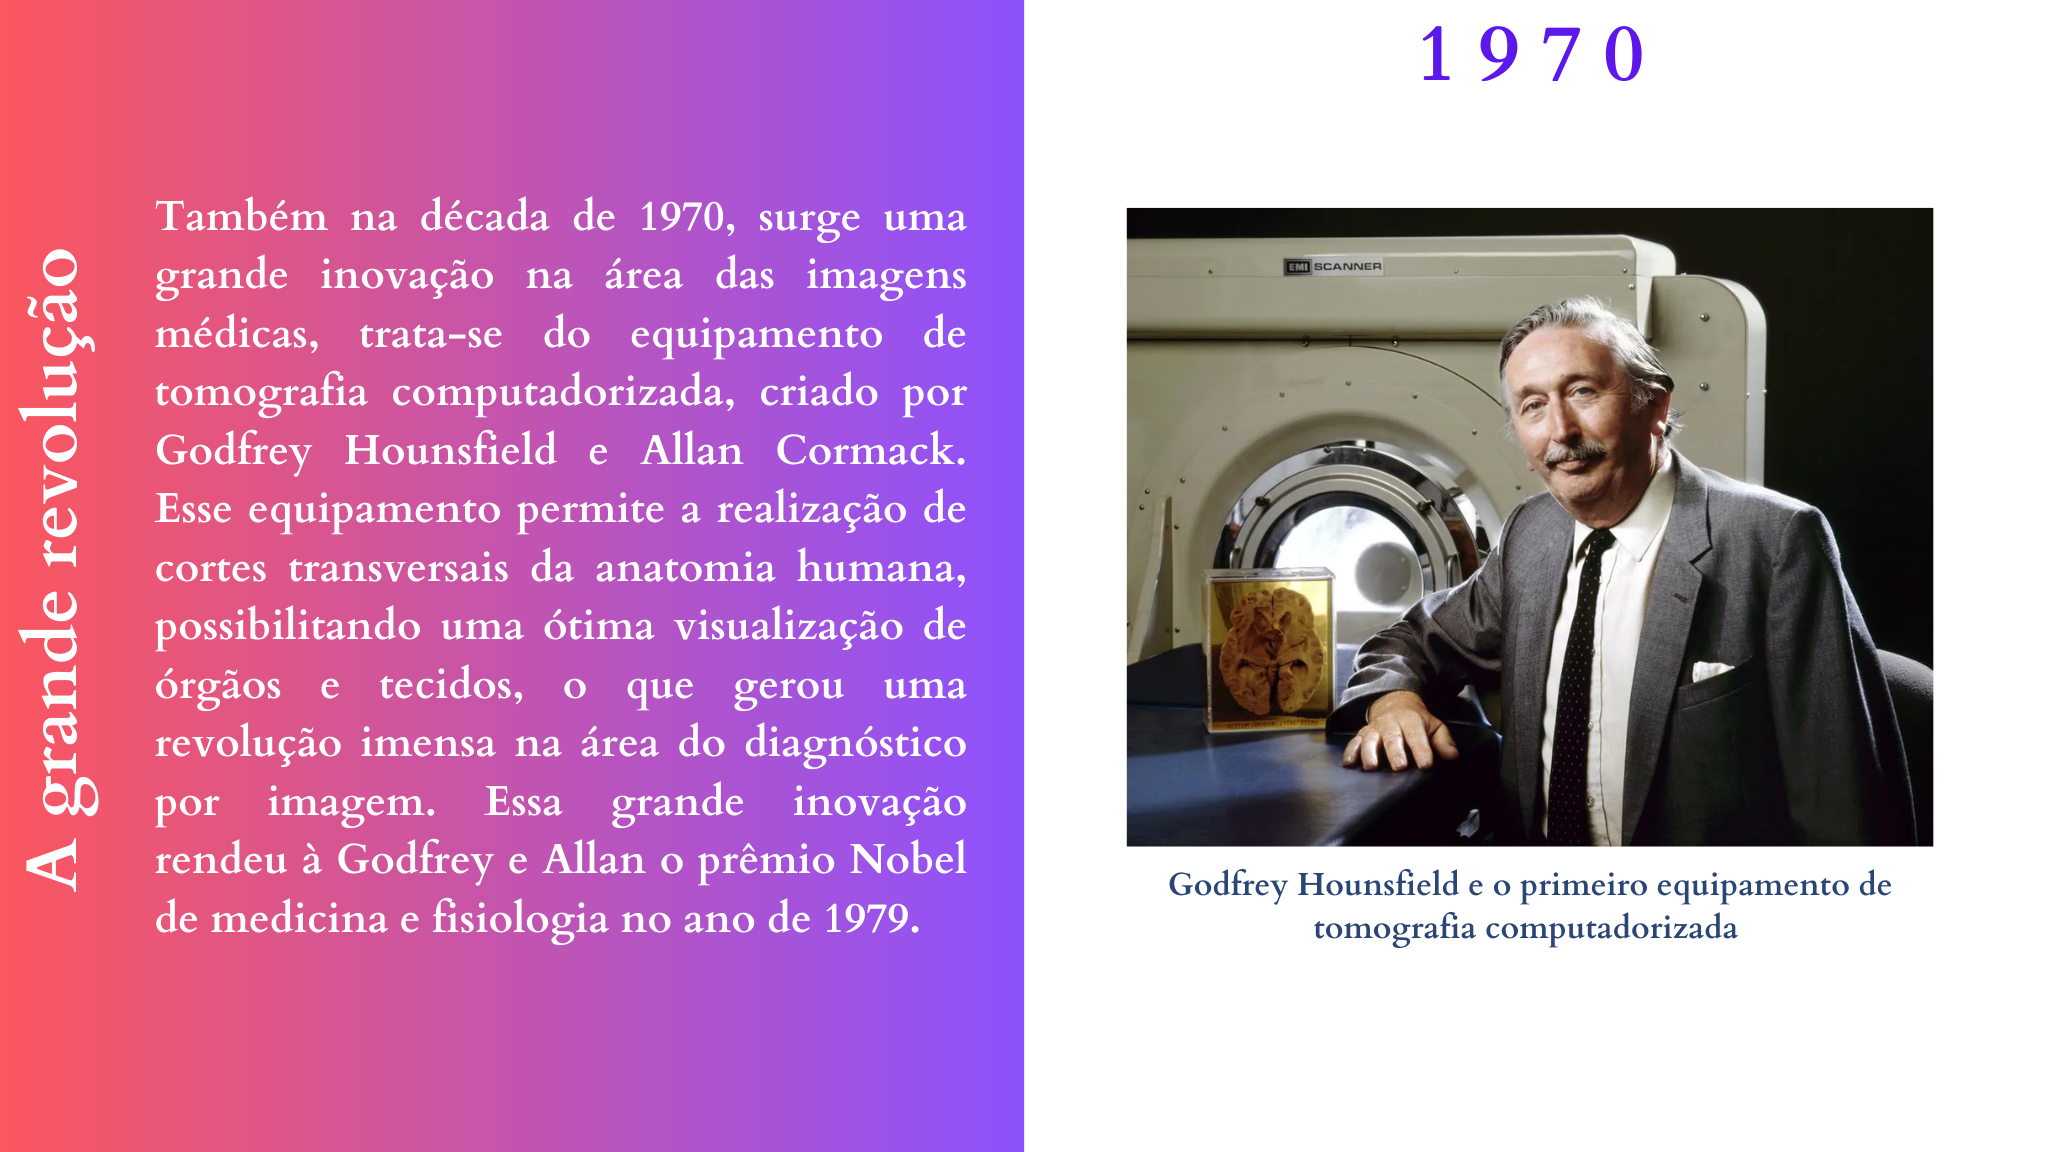 A grande revolução
Também na década de 1970, surge uma
grande inovação na área das imagens
médicas, trata-se do equipamento de
tomografia computadorizada, criado por
Godfrey Hounsfield e Allan Cormack.
Esse equipamento permite a realização de
cortes transversais da anatomia humana,
possibilitando uma ótima visualização de
órgãos e tecidos, o que gerou uma
revolução imensa na área do diagnóstico
por imagem. Essa grande inovação
rendeu à Godfrey e Allan o prêmio Nobel
de medicina e fisiologia no ano de 1979.
1970
EMI SCANNER
Godfrey Hounsfield e o primeiro equipamento de
tomografia computadorizada